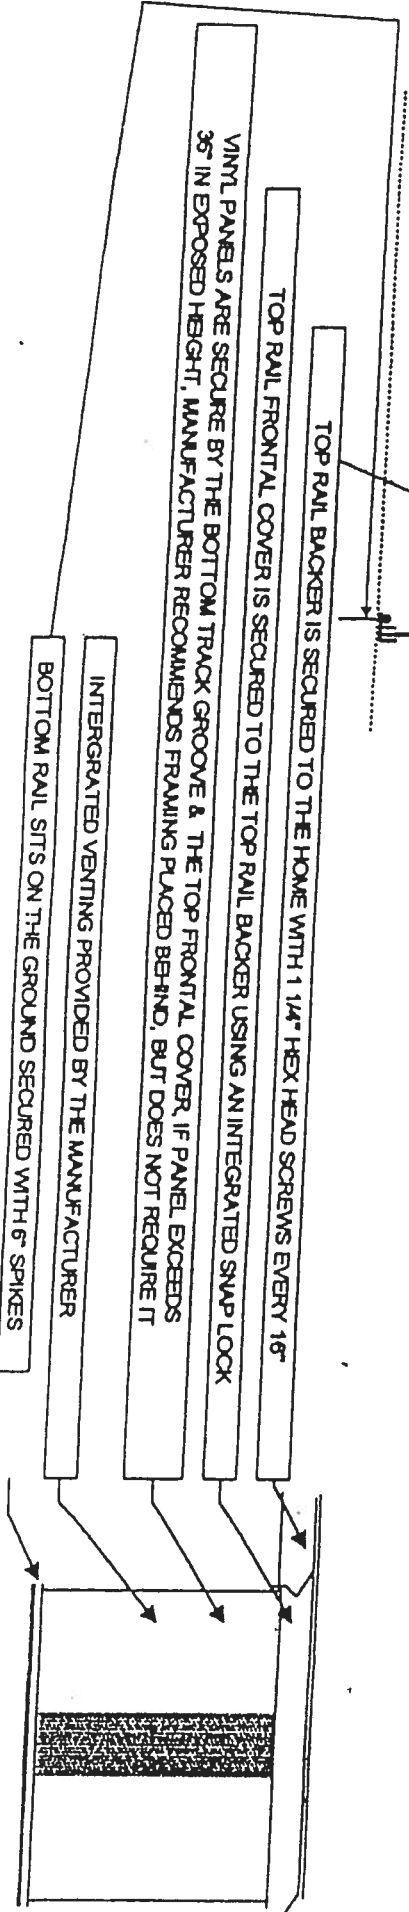 TOP RAIL BACKER IS SECURED TO THE HOME WITH 1 1/4" HEX HEAD SCREWS EVERY 16"
TOP RAIL FRONTAL COVER IS SECURED TO THE TOP RAIL BACKER USING AN INTEGRATED SNAP LOCK
VINYL PANELS ARE SECURE BY THE BOTTOM TRACK GROOVE & THE TOP FRONTAL COVER, IF PANEL EXCEEDS
36" IN EXPOSED HEIGHT, MANUFACTURER RECOMMENDS FRAMING PLACED BEHIND, BUT DOES NOT REQUIRE IT
INTERGRATED VENTING PROVIDED BY THE MANUFACTURER
BOTTOM RAIL SITS ON THE GROUND SECURED WITH 6" SPIKES